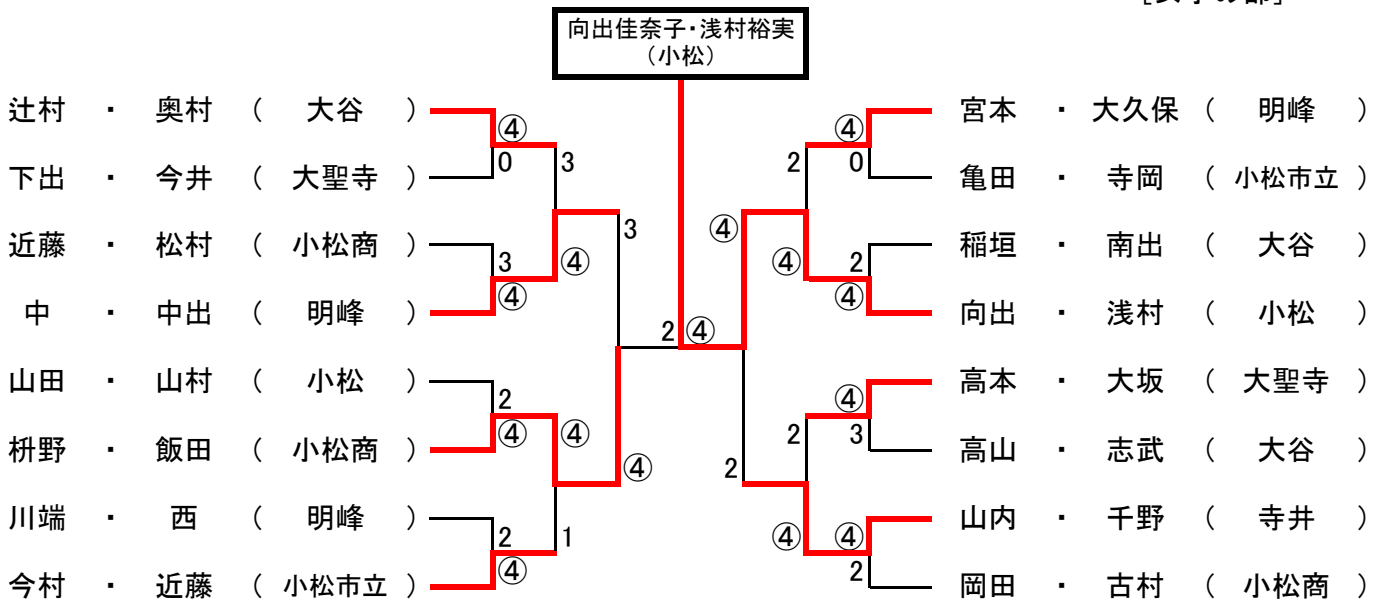 向出佳奈子・浅村裕実
（小松）
辻村 ・ 奥村 （ 大谷 ） ④ ④ 宮本 ・ 大久保 （ 明峰 ）
0 3 2 0
下出 ・ 今井 （ 大聖寺 ） 亀田 ・ 寺岡 （ 小松市立 ）
近藤 ・ 松村 （ 小松商 ） 3 ④ 稲垣 ・ 南出 （ 大谷 ）
3 ④ ④ 2
中 ・ 中出 （ 明峰 ） ④ ④ 向出 ・ 浅村 （ 小松 ）
2 ④
山田 ・ 山村 （ 小松 ） 高本 ・ 大坂 （ 大聖寺 ）
2 ④
枡野 ・ 飯田 （ 小松商 ） ④ ④ 2 3 高山 ・ 志武 （ 大谷 ）
④ 2
川端 ・ 西 （ 明峰 ） 山内 ・ 千野 （ 寺井 ）
2 1 ④ ④
今村 ・ 近藤 （ 小松市立 ） ④ 2 岡田 ・ 古村 （ 小松商 ）